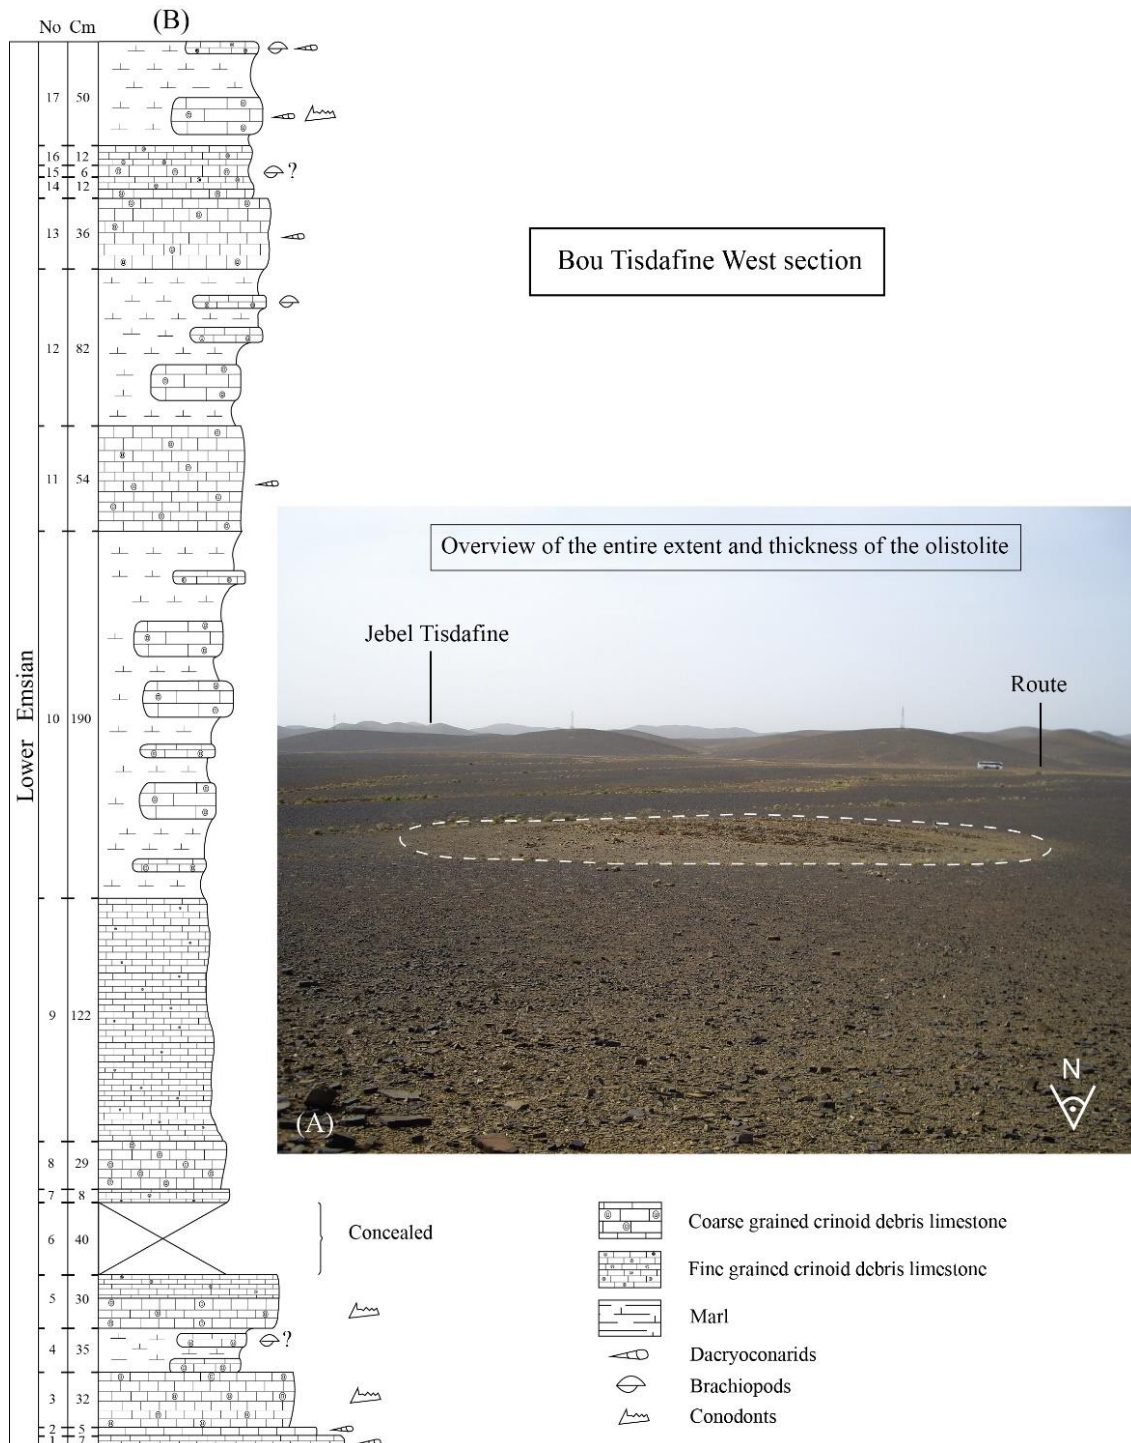 (B)
No Cm
17 50
16 12
15 6
?
14 12
13 36
Bou Tisdafine West section
12 82
11 54
Overview of the entire extent and thickness of the olistolite
Jebel Tisdafine
Route
Lower Emsian
10 190
9 122
N
(A)
8 29
7 8
6 40
Concealed
5 30
4 35
?
3 32
2 5
Coarse grained crinoid debris limestone
Fine grained crinoid debris limestone
Marl
Dacryoconarids
Brachiopods
Conodonts